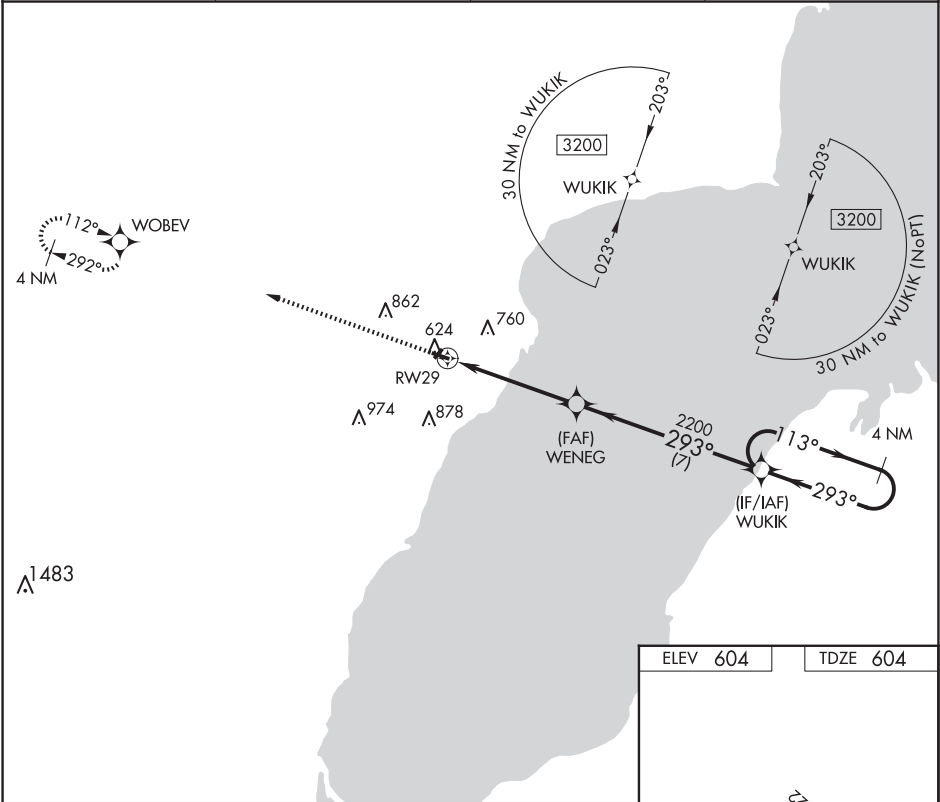 30 NM to WUKIK
203°
3200
WUKIK
023°
203°
3200
WUKIK
023°
30 NM to WUKIK (NoPT)
112°
WOBEV
292°
4 NM
862
760
624
RW29
974
878
(FAF)
WENEG
2200
293°
(7)
113°
4 NM
293°
(IF/IAF)
WUKIK
1483
ELEV 604
TDZE 604
22